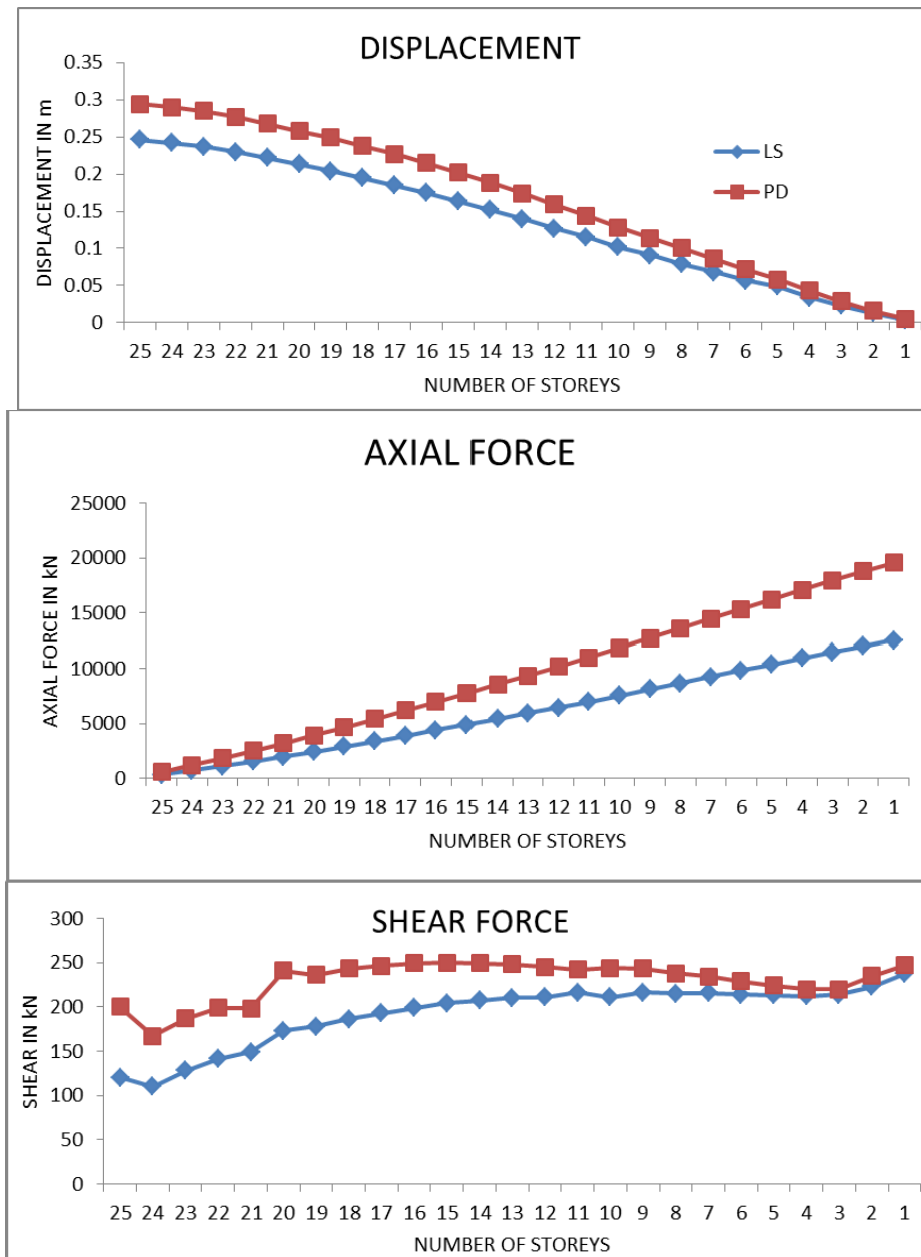 DISPLACEMENT
0.35
0.3
0.25
0.2
0.15
0.1
0.05
0
DISPLACEMENT IN m
LS
PD
25 24 23 22 21 20 19 18 17 16 15 14 13 12 11 10 9 8 7 6 5 4 3 2 1
NUMBER OF STOREYS
AXIAL FORCE
25000
20000
15000
10000
5000
0
AXIAL FORCE IN kN
25 24 23 22 21 20 19 18 17 16 15 14 13 12 11 10 9 8 7 6 5 4 3 2 1
NUMBER OF STOREYS
SHEAR FORCE
300
250
200
150
100
50
0
SHEAR IN kN
25 24 23 22 21 20 19 18 17 16 15 14 13 12 11 10 9 8 7 6 5 4 3 2 1
NUMBER OF STOREYS